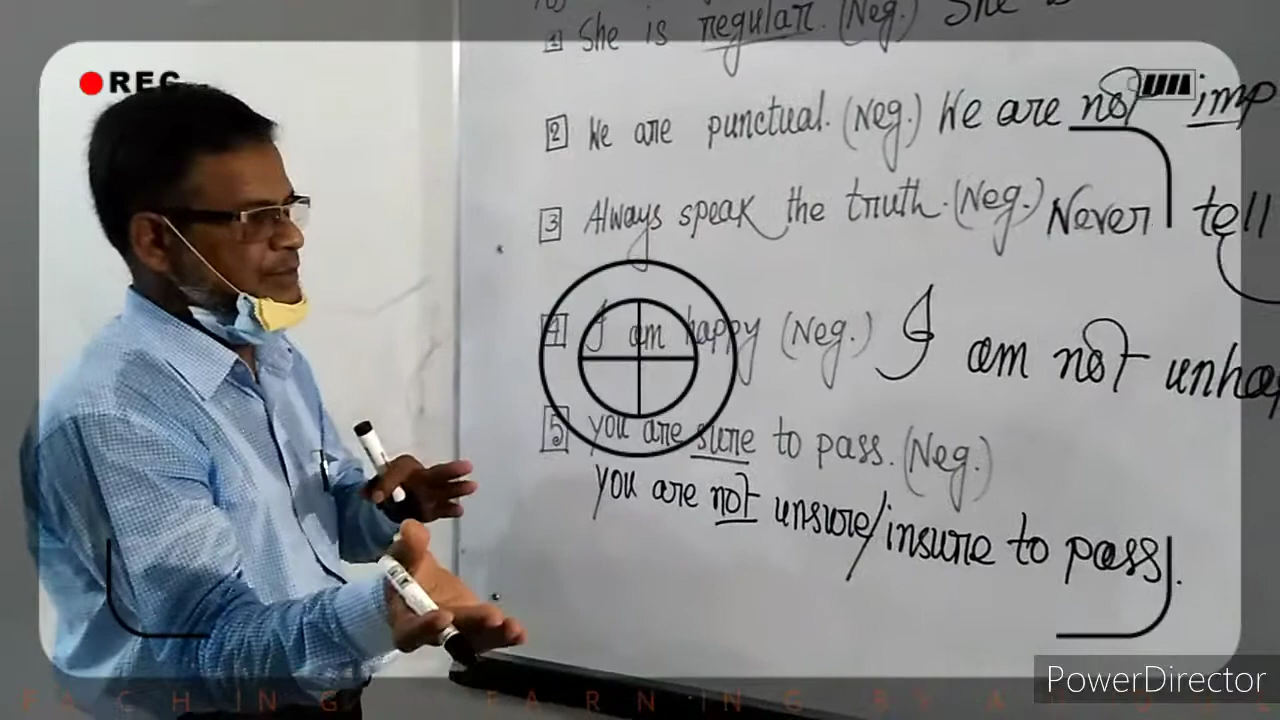 1 She is regular. (Neg.) She
REC
2 We are punctual. (Neg.) We are not imp
3 Always speak the truth. (Neg.) Never tell
4 I am happy (Neg.) I am not unhap
5 you are sure to pass. (Neg.)
you are not unsure/insure to pass.
PowerDirector